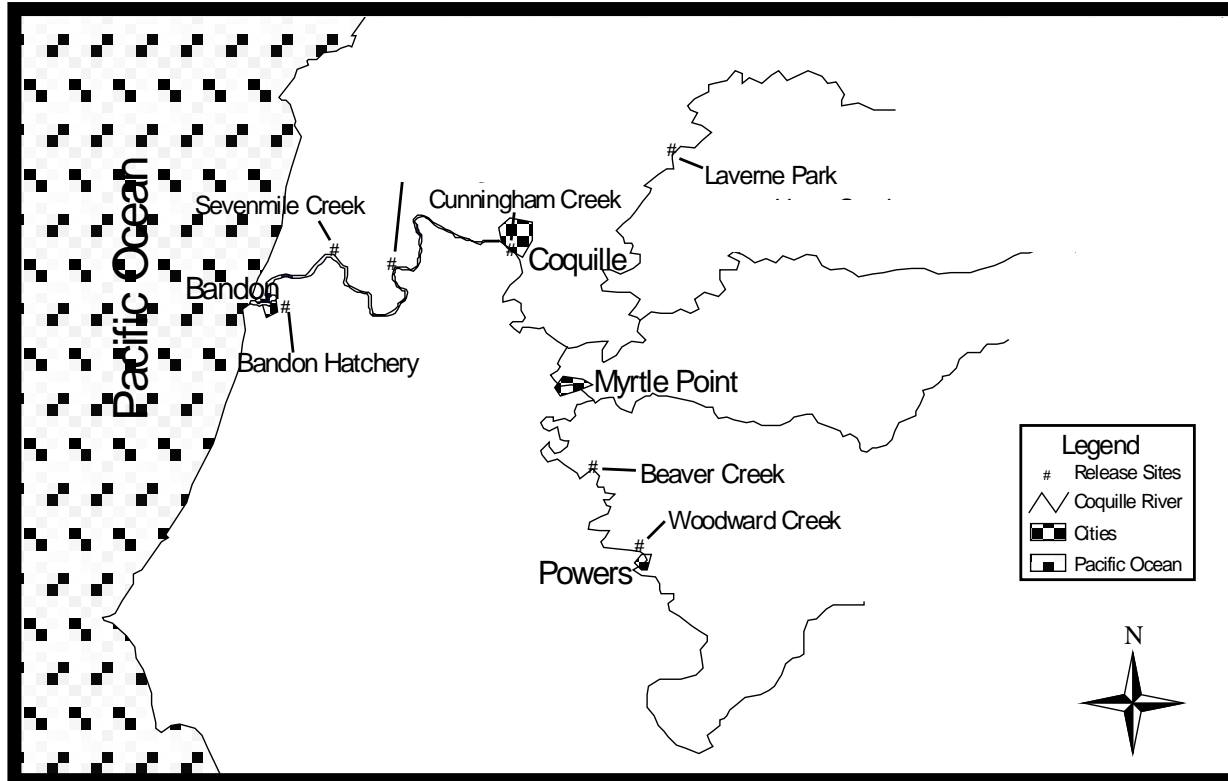 Pacific Ocean
Sevenmile Creek
Cunningham Creek
Laverne Park
Coquille
Bandon
Bandon Hatchery
Myrtle Point
Beaver Creek
Woodward Creek
Powers
Legend
# Release Sites
Coquille River
Cities
Pacific Ocean
N